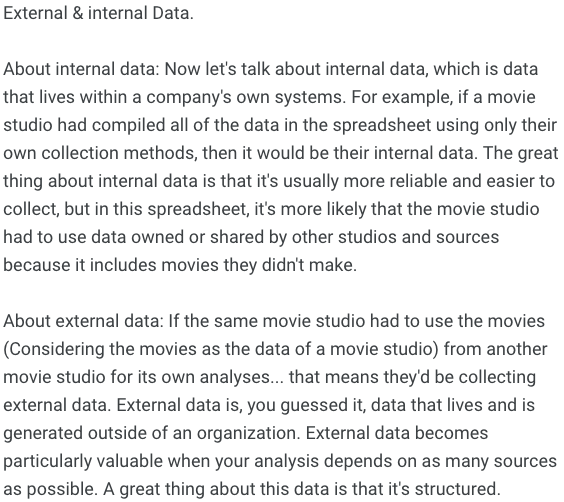 External & internal Data.
About internal data: Now let's talk about internal data, which is data
that lives within a company's own systems. For example, if a movie
studio had compiled all of the data in the spreadsheet using only their
own collection methods, then it would be their internal data. The great
thing about internal data is that it's usually more reliable and easier to
collect, but in this spreadsheet, it's more likely that the movie studio
had to use data owned or shared by other studios and sources
because it includes movies they didn't make.
About external data: If the same movie studio had to use the movies
(Considering the movies as the data of a movie studio) from another
movie studio for its own analyses... that means they'd be collecting
external data. External data is, you guessed it, data that lives and is
generated outside of an organization. External data becomes
particularly valuable when your analysis depends on as many sources
as possible. A great thing about this data is that it's structured.